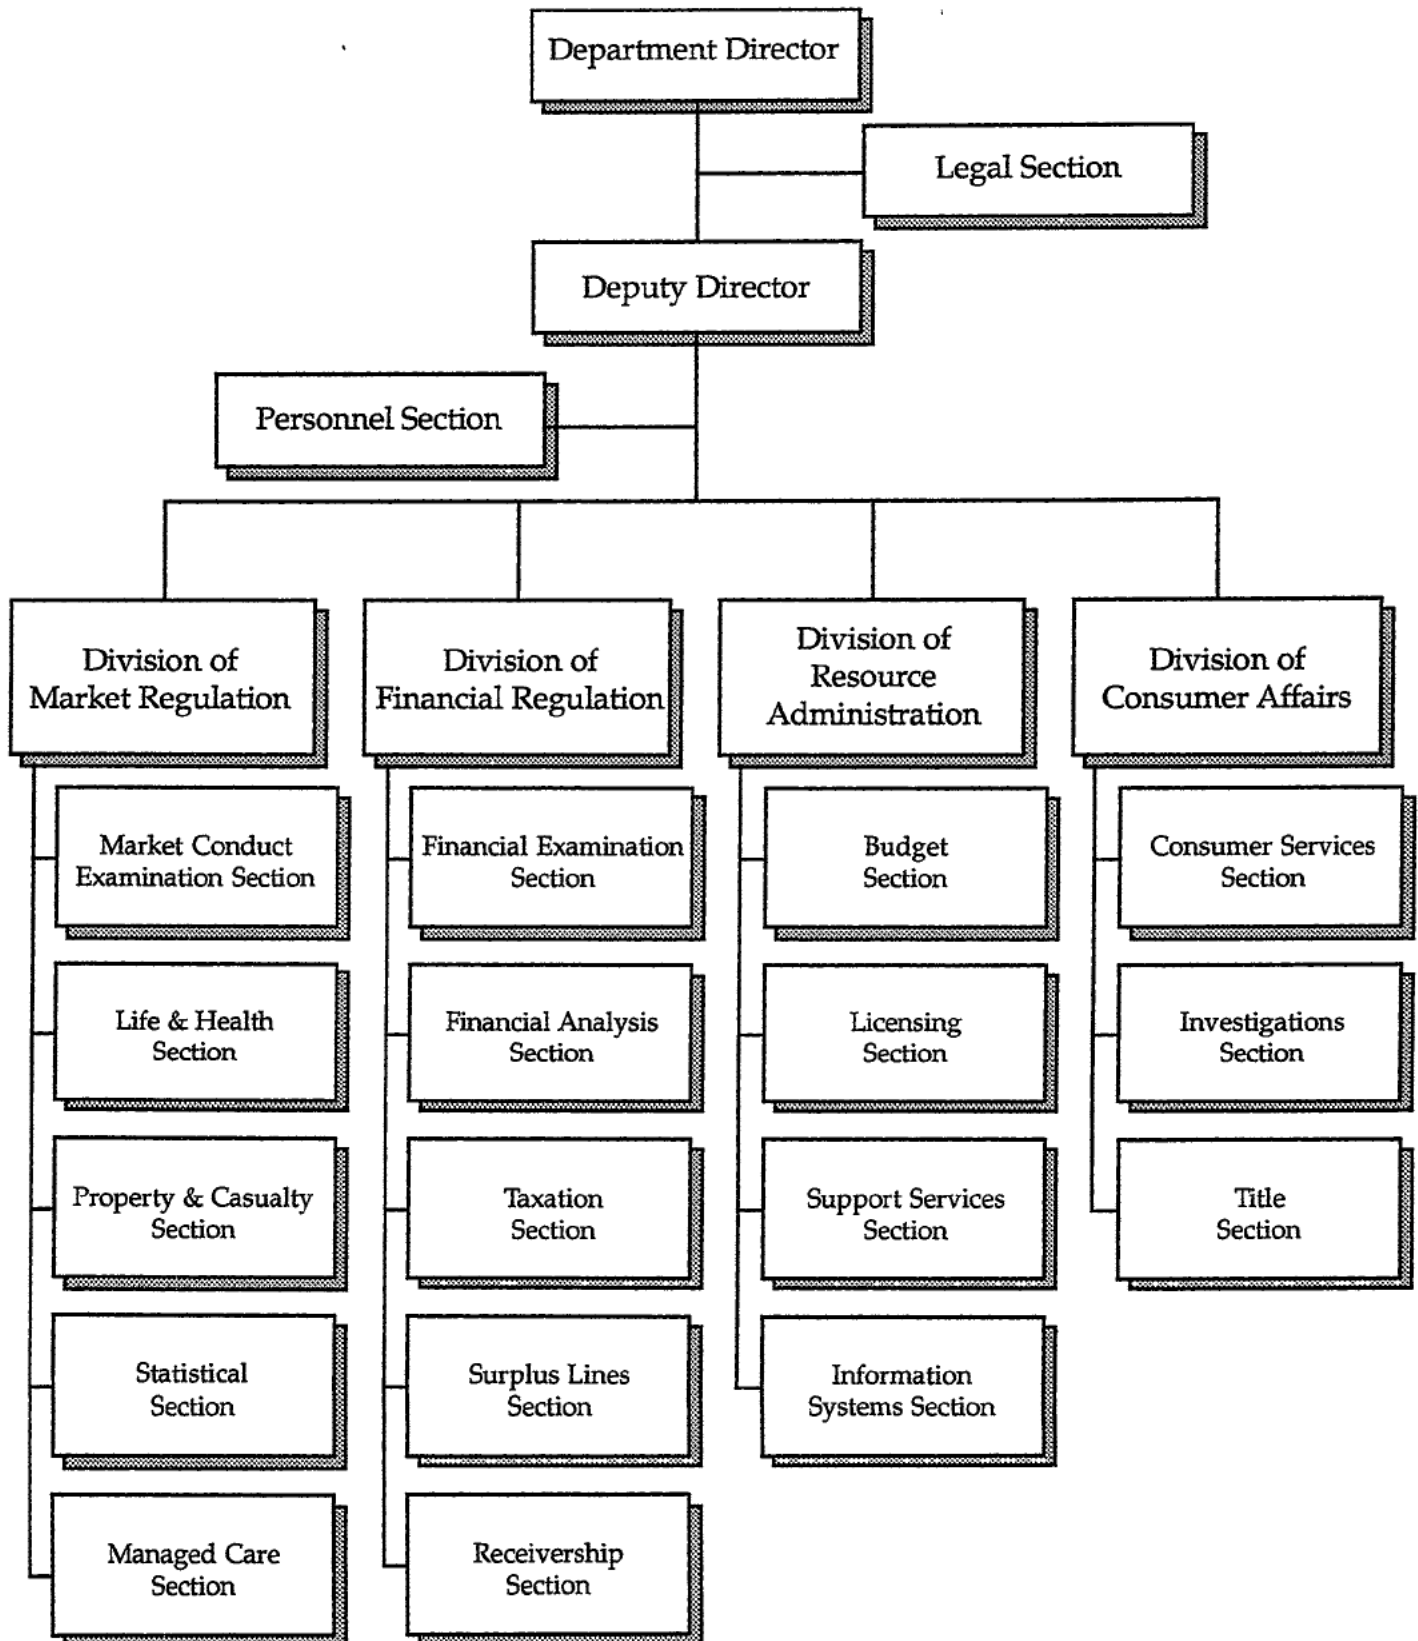 Department Director
Legal Section
Deputy Director
Personnel Section
Division of
Market Regulation
Division of
Financial Regulation
Division of
Resource
Administration
Division of
Consumer Affairs
Market Conduct
Examination Section
Financial Examination
Section
Budget
Section
Consumer Services
Section
Life & Health
Section
Financial Analysis
Section
Licensing
Section
Investigations
Section
Property & Casualty
Section
Taxation
Section
Support Services
Section
Title
Section
Statistical
Section
Surplus Lines
Section
Information
Systems Section
Managed Care
Section
Receivership
Section